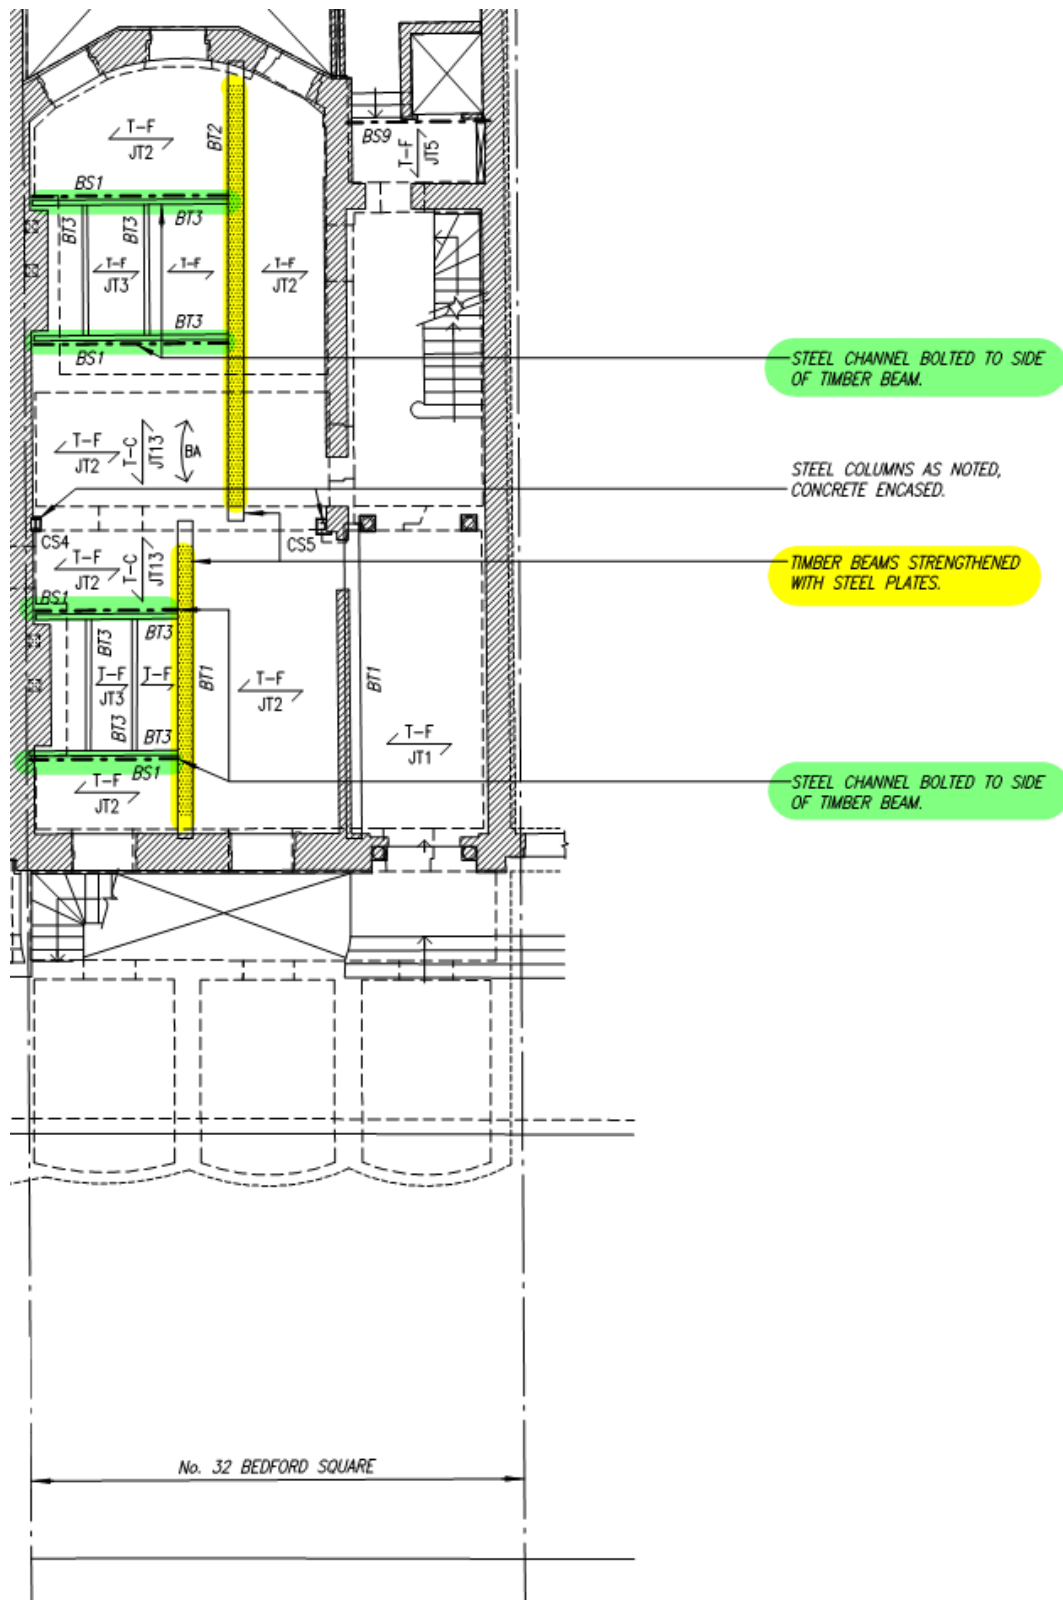 T-F
JT2
BT2
BS9
T-F
JT5
BS1
BT3
BT3
BT3
T-F
JT3
T-F
T-F
JT2
BT3
BS1
STEEL CHANNEL BOLTED TO SIDE
OF TIMBER BEAM.
T-F
JT2
T-C
JT13
BA
STEEL COLUMNS AS NOTED,
CONCRETE ENCASED.
CS4
CS5
T-F
JT2
T-C
JT13
TIMBER BEAMS STRENGTHENED
WITH STEEL PLATES.
BS1
BT3
BT3
T-F
JT3
T-F
BT1
T-F
JT2
BT1
BT3
BT3
T-F
JT1
BS1
T-F
JT2
STEEL CHANNEL BOLTED TO SIDE
OF TIMBER BEAM.
No. 32 BEDFORD SQUARE